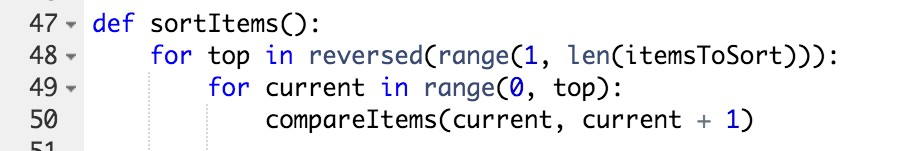 47 def sortItems():
48     for top in reversed(range(1, len(itemsToSort))):
49         for current in range(0, top):
50             compareItems(current, current + 1)
51